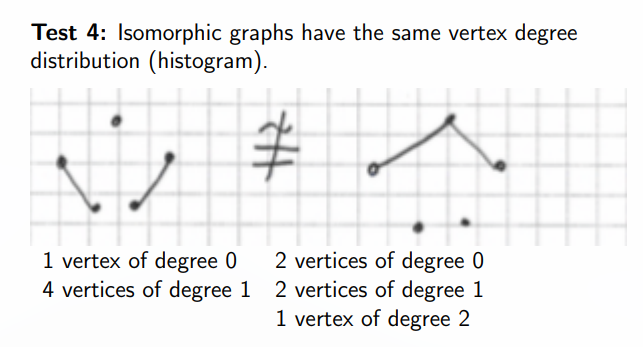 Test 4: Isomorphic graphs have the same vertex degree
distribution (histogram).
≇
1 vertex of degree 0 2 vertices of degree 0
4 vertices of degree 1 2 vertices of degree 1
1 vertex of degree 2